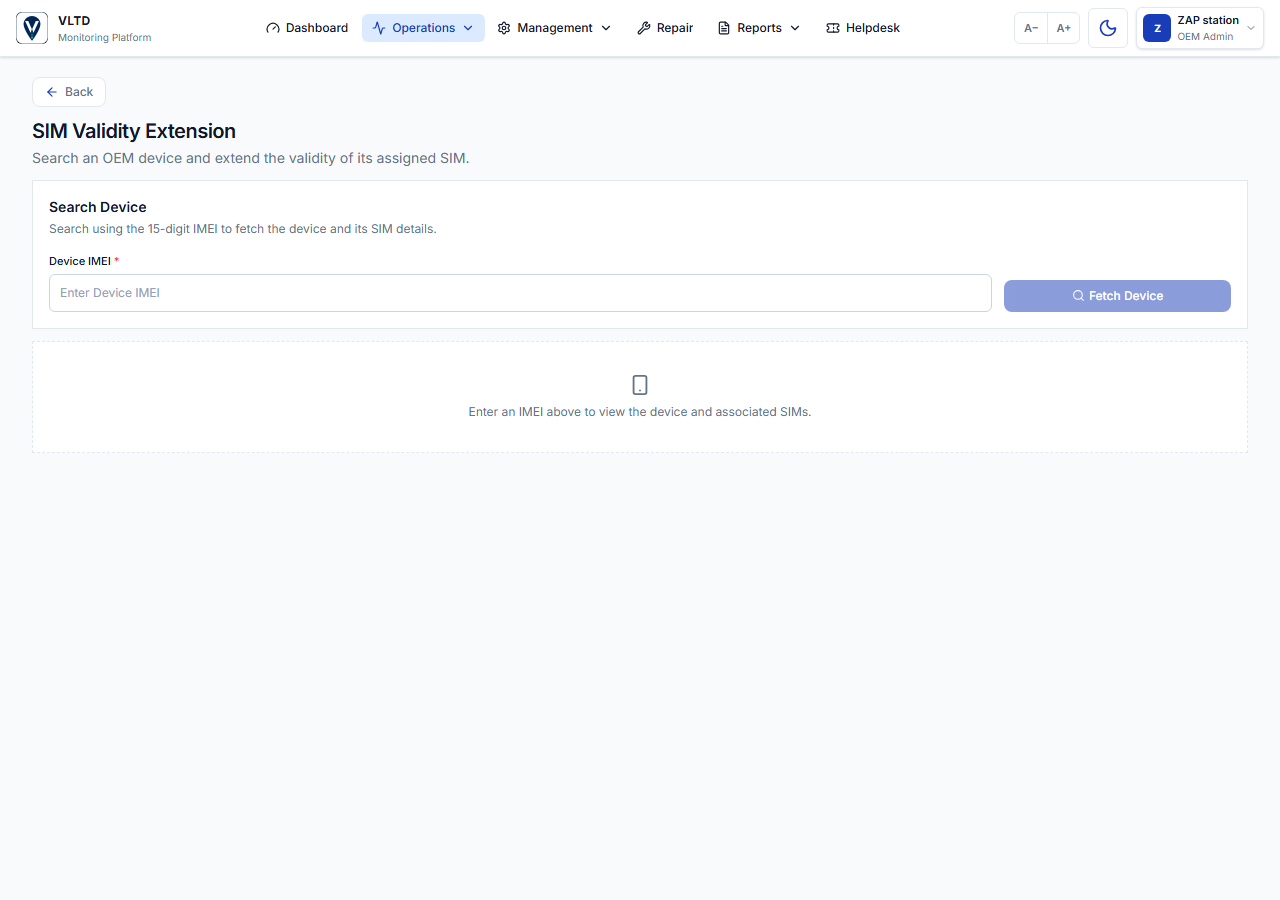 VLTD
Monitoring Platform
Dashboard
Operations
Management
Repair
Reports
Helpdesk
A−
A+
Z
ZAP station
OEM Admin
Back
SIM Validity Extension
Search an OEM device and extend the validity of its assigned SIM.
Search Device
Search using the 15-digit IMEI to fetch the device and its SIM details.
Device IMEI *
Enter Device IMEI
Fetch Device
Enter an IMEI above to view the device and associated SIMs.